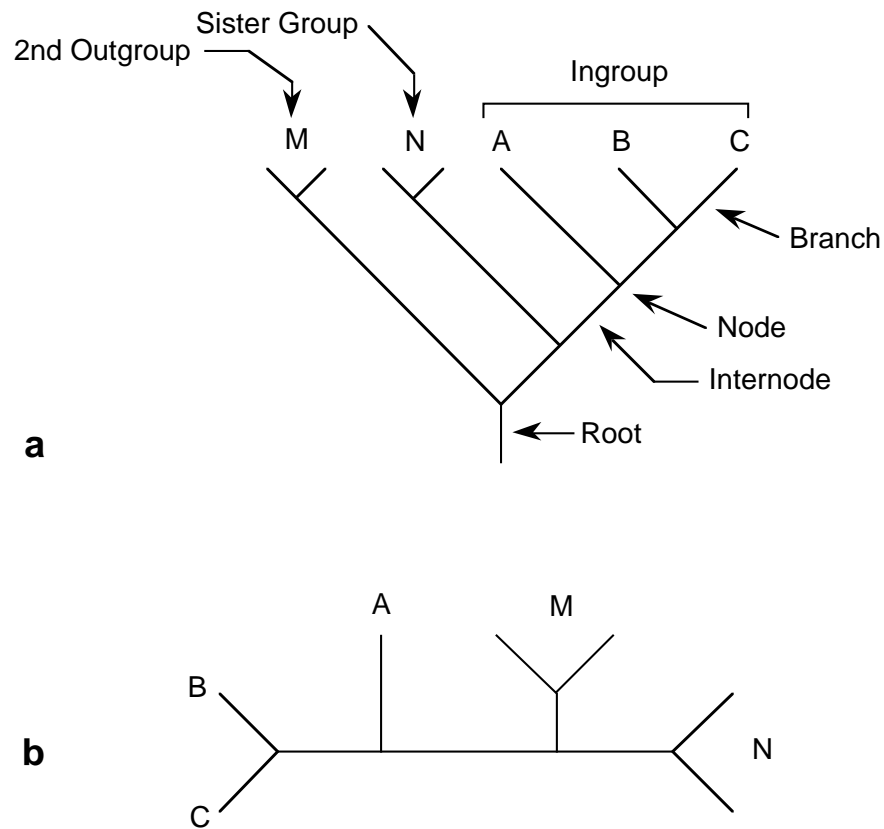 Sister Group
2nd Outgroup
Ingroup
M N A B C
Branch
Node
Internode
Root
a
A M
B
b N
C